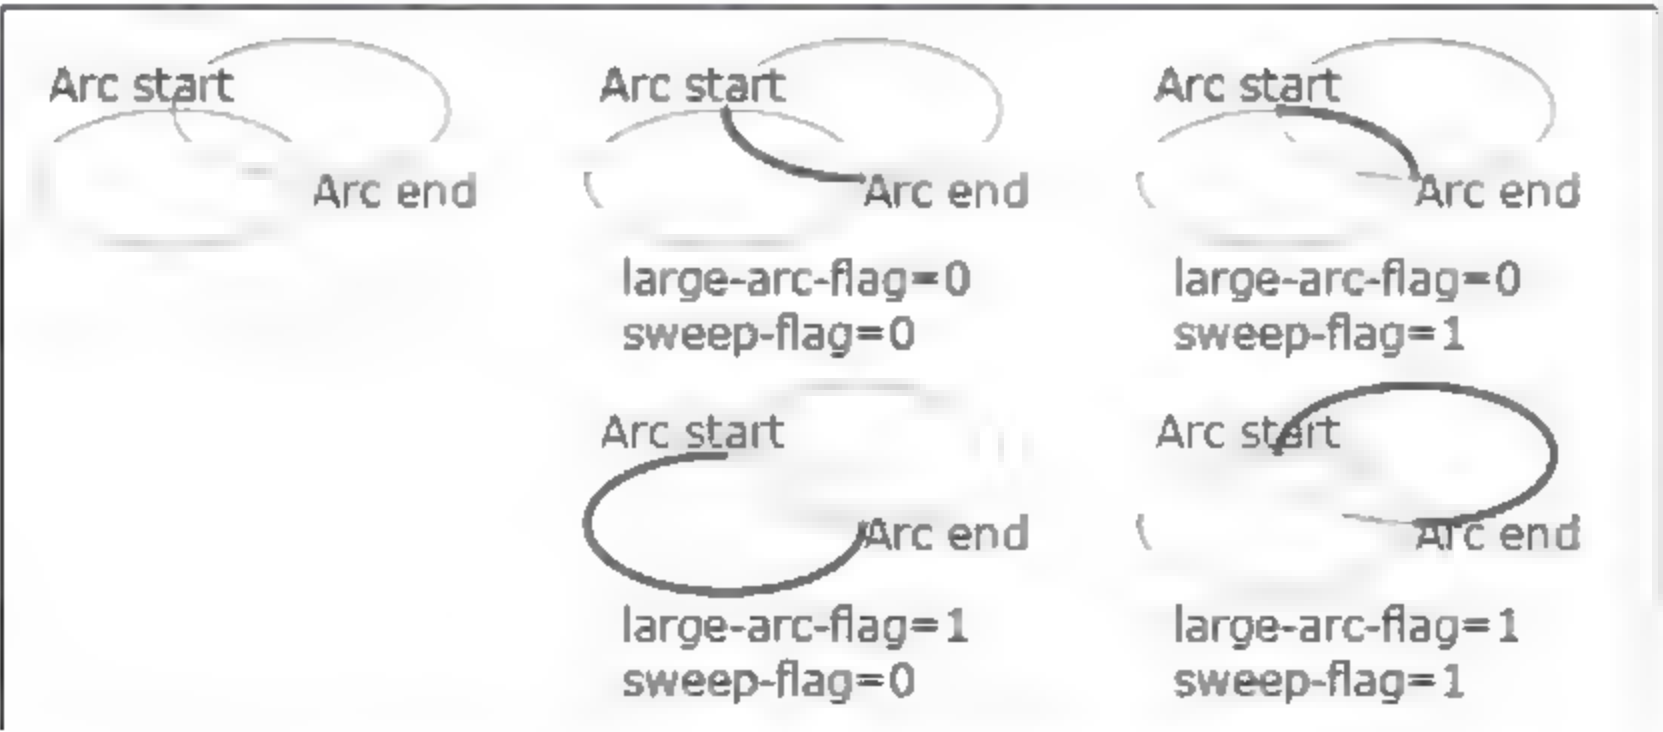 Arc start
Arc end
Arc start
Arc end
large-arc-flag=0
sweep-flag=0
Arc start
Arc end
large-arc-flag=0
sweep-flag=1
Arc start
Arc end
large-arc-flag=1
sweep-flag=0
Arc start
Arc end
large-arc-flag=1
sweep-flag=1